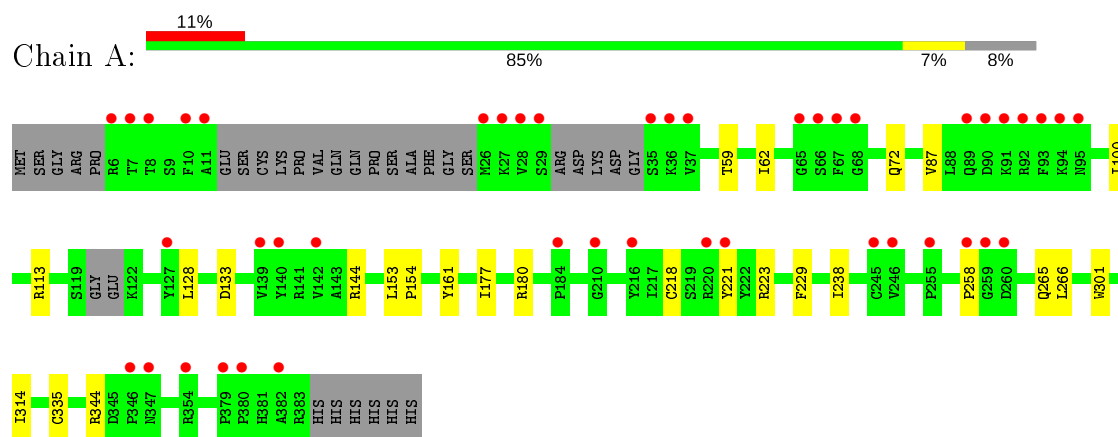 11%
Chain A:
85% 7% 8%
MET SER GLY ARG PRO R6 T7 T8 S9 F10 A11 GLU SER CYS LYS PRO VAL GLN GLN PRO SER ALA PHE GLY SER M26 K27 V28 S29 ARG ASP LYS ASP GLY S35 K36 V37 T59 I62 G65 S66 F67 G68 Q72 V87 L88 Q89 D90 K91 R92 F93 K94 N95
R113 S119 GLY GLU K122 Y127 L128 D133 V139 Y140 R141 V142 A143 R144 L153 P154 Y161 I177 R180 P184 G210 Y216 I217 C218 S219 R220 Y221 Y222 R223 F229 I238 C245 V246 P255 P258 G259 D260 Q265 L266 W301
I314 C335 R344 D345 P346 N347 R354 P379 P380 H381 A382 R383 HIS HIS HIS HIS HIS HIS